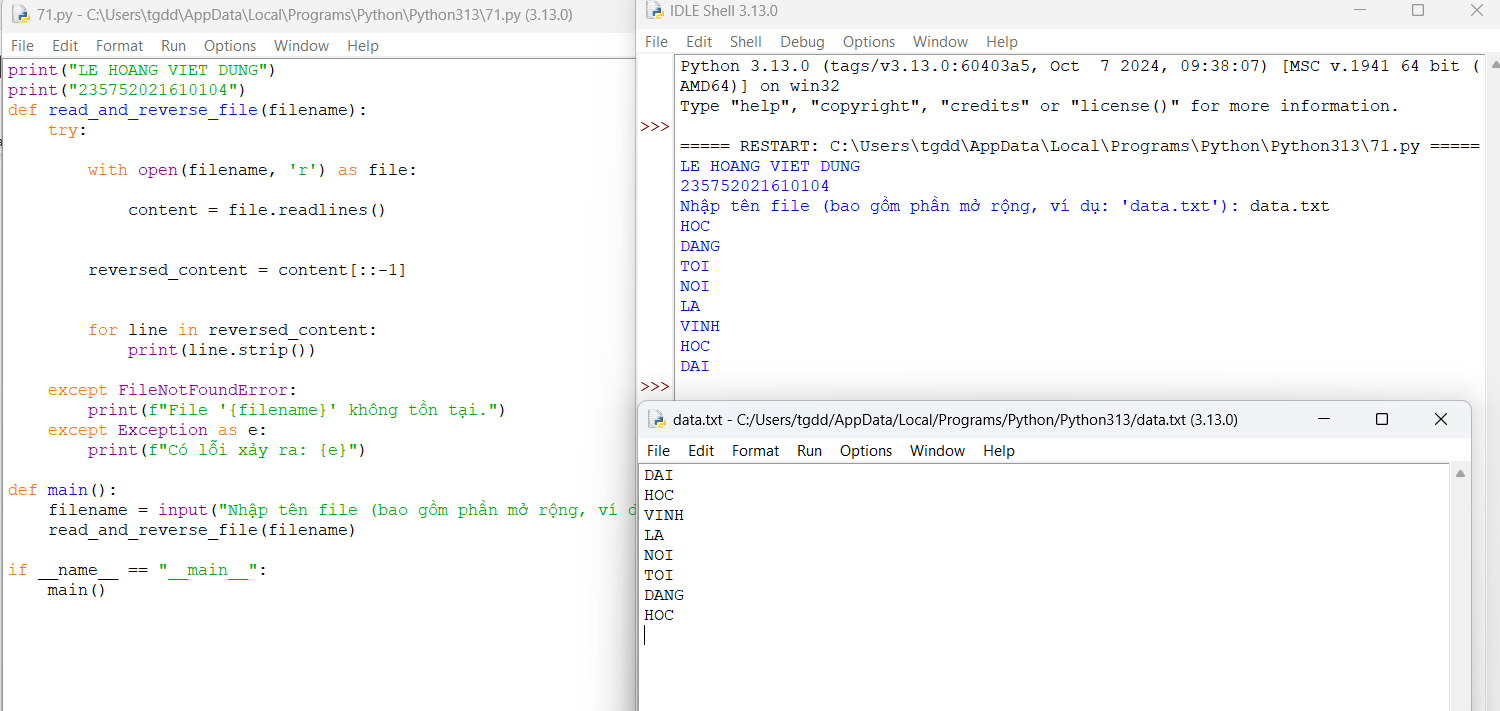 71.py - C:\Users\tgdd\AppData\Local\Programs\Python\Python313\71.py (3.13.0)
File Edit Format Run Options Window Help
print("LE HOANG VIET DUNG")
print("235752021610104")
def read_and_reverse_file(filename):
    try:
        with open(filename, 'r') as file:
            content = file.readlines()
        reversed_content = content[::-1]
        for line in reversed_content:
            print(line.strip())
    except FileNotFoundError:
        print(f"File '{filename}' không tồn tại.")
    except Exception as e:
        print(f"Có lỗi xảy ra: {e}")
def main():
    filename = input("Nhập tên file (bao gồm phần mở rộng, ví
    read_and_reverse_file(filename)
if __name__ == "__main__":
    main()
IDLE Shell 3.13.0
File Edit Shell Debug Options Window Help
Python 3.13.0 (tags/v3.13.0:60403a5, Oct  7 2024, 09:38:07) [MSC v.1941 64 bit (
AMD64)] on win32
Type "help", "copyright", "credits" or "license()" for more information.
>>>
===== RESTART: C:\Users\tgdd\AppData\Local\Programs\Python\Python313\71.py =====
LE HOANG VIET DUNG
235752021610104
Nhập tên file (bao gồm phần mở rộng, ví dụ: 'data.txt'): data.txt
HOC
DANG
TOI
NOI
LA
VINH
HOC
DAI
>>>
data.txt - C:/Users/tgdd/AppData/Local/Programs/Python/Python313/data.txt (3.13.0)
File Edit Format Run Options Window Help
DAI
HOC
VINH
LA
NOI
TOI
DANG
HOC